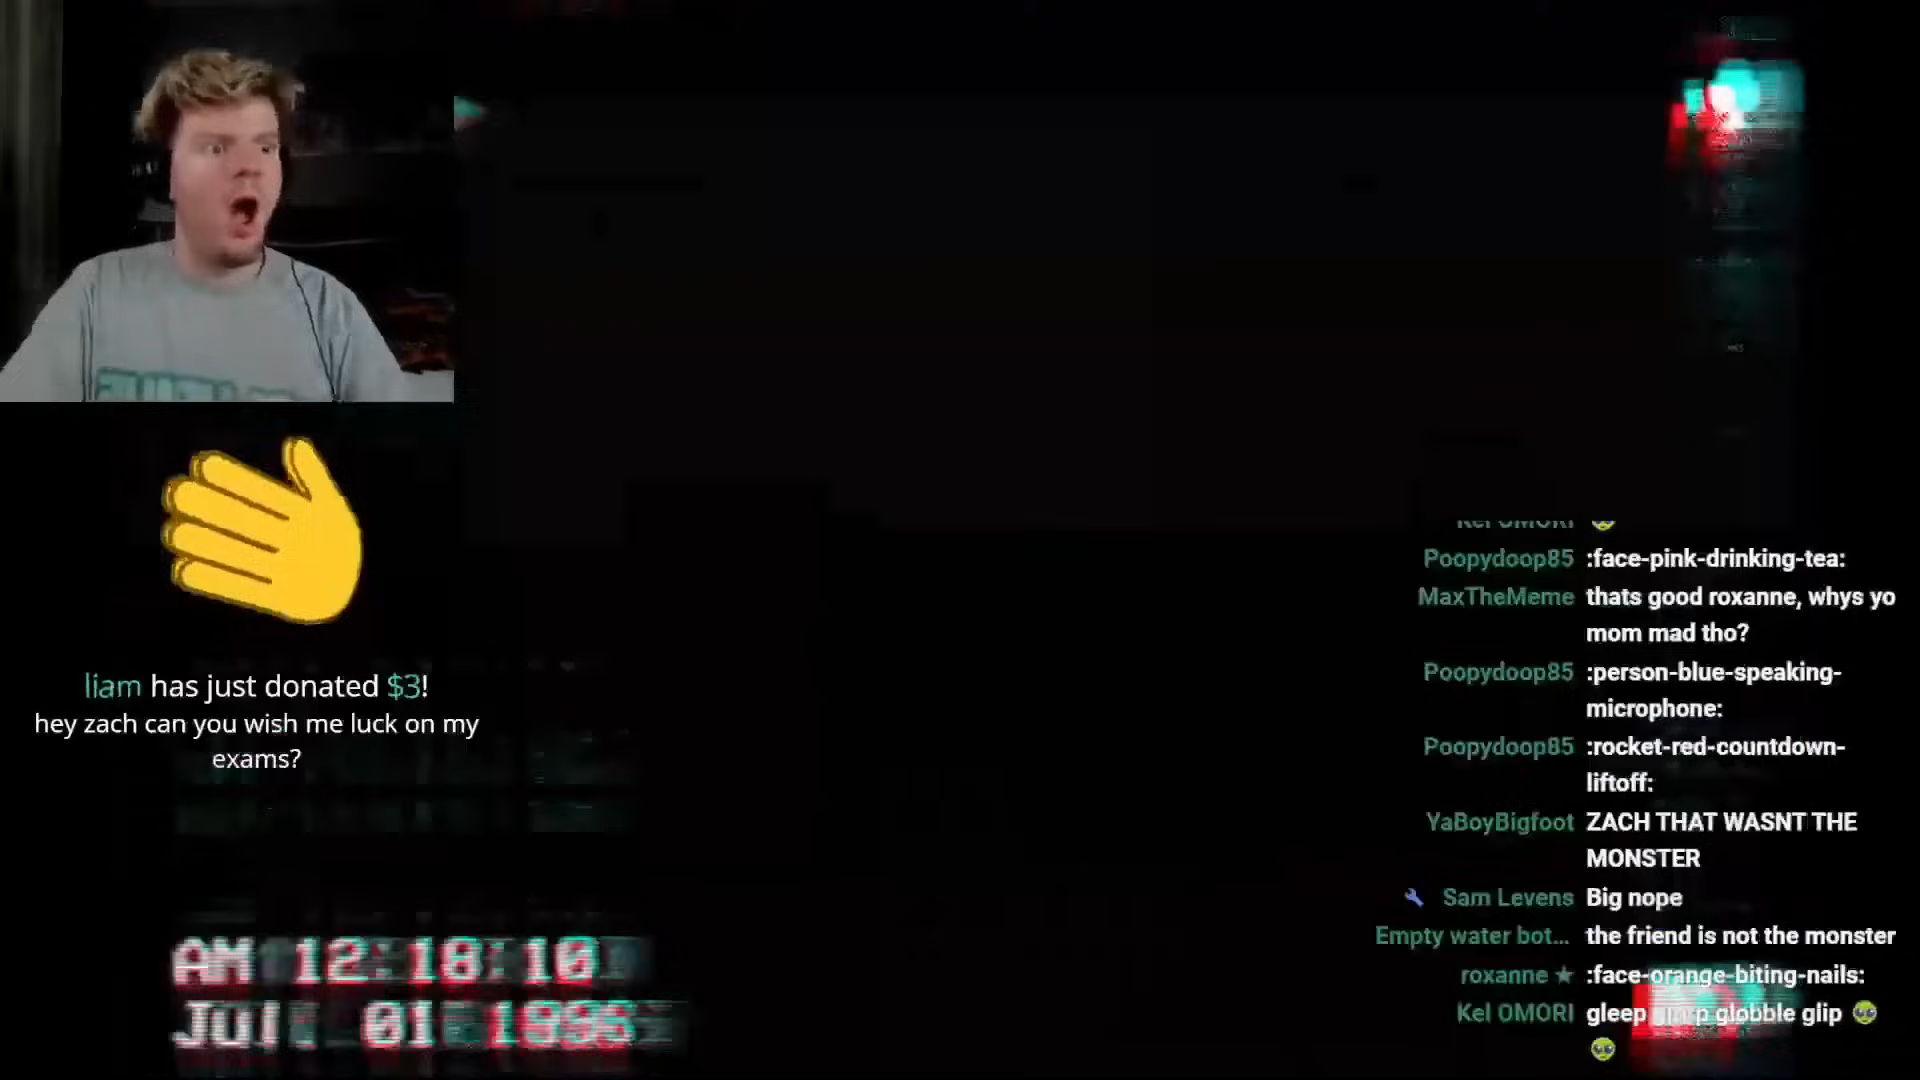 liam has just donated $3!
hey zach can you wish me luck on my
exams?
AM 12:18:10
Jul. 01 1996
Kel OMORI 🥺
Poopydoop85 :face-pink-drinking-tea:
MaxTheMeme thats good roxanne, whys yo
mom mad tho?
Poopydoop85 :person-blue-speaking-
microphone:
Poopydoop85 :rocket-red-countdown-
liftoff:
YaBoyBigfoot ZACH THAT WASNT THE
MONSTER
Sam Levens Big nope
Empty water bot... the friend is not the monster
roxanne ★ :face-orange-biting-nails:
Kel OMORI gleep globble glip 👽
👽